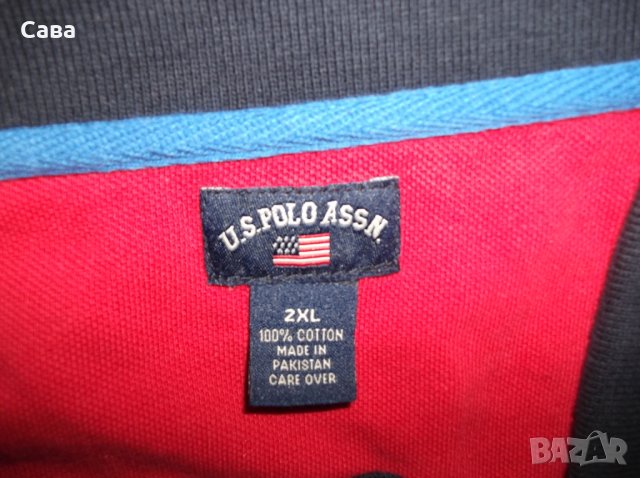 Сава
U.S. POLO ASSN.
2XL
100% COTTON
MADE IN
PAKISTAN
CARE OVER
BAZAR